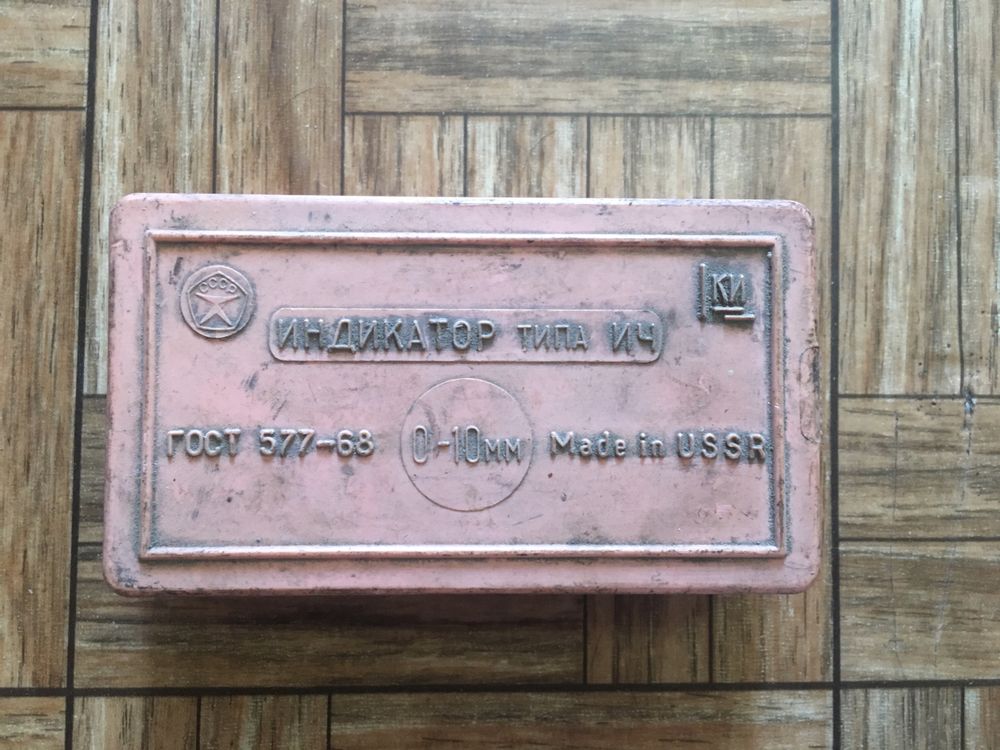 СССР
КИ
ИНДИКАТОР ТИПА ИЧ
ГОСТ 577-68
0-10мм
Made in USSR